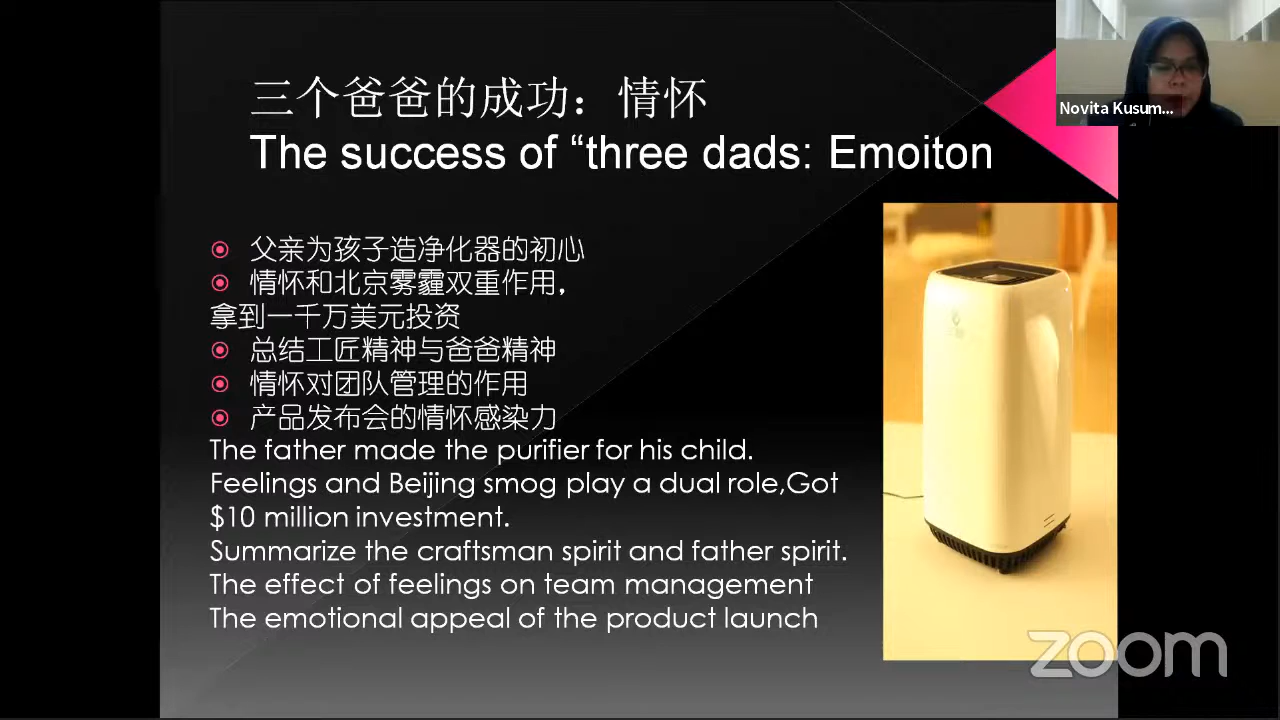 三个爸爸的成功：情怀
The success of “three dads: Emoiton
Novita Kusum...
父亲为孩子造净化器的初心
情怀和北京雾霾双重作用，
拿到一千万美元投资
总结工匠精神与爸爸精神
情怀对团队管理的作用
产品发布会的情怀感染力
The father made the purifier for his child.
Feelings and Beijing smog play a dual role,Got
$10 million investment.
Summarize the craftsman spirit and father spirit.
The effect of feelings on team management
The emotional appeal of the product launch
zoom